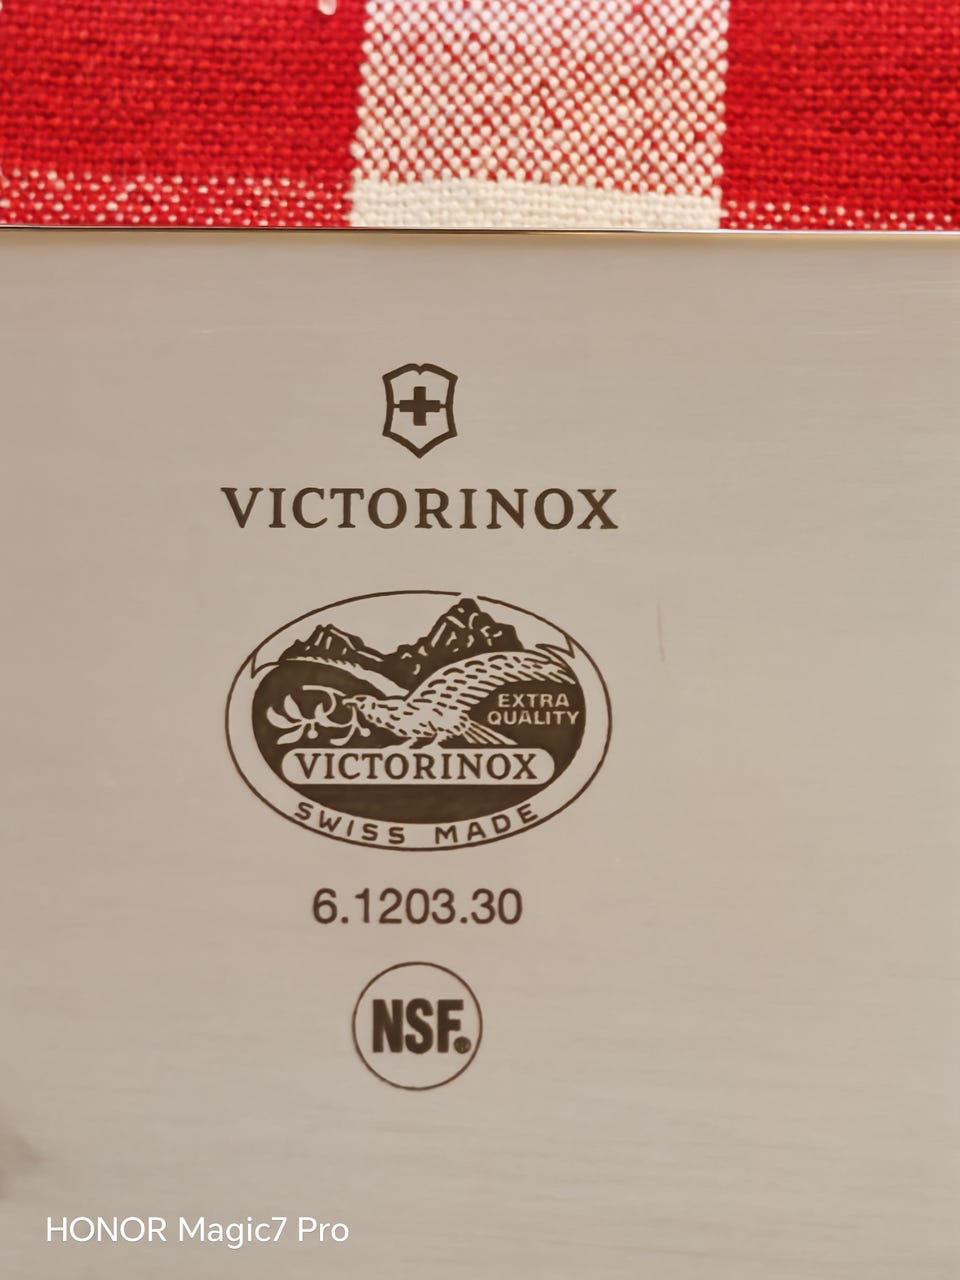 VICTORINOX
EXTRA
QUALITY
VICTORINOX
SWISS MADE
6.1203.30
NSF®
HONOR Magic7 Pro